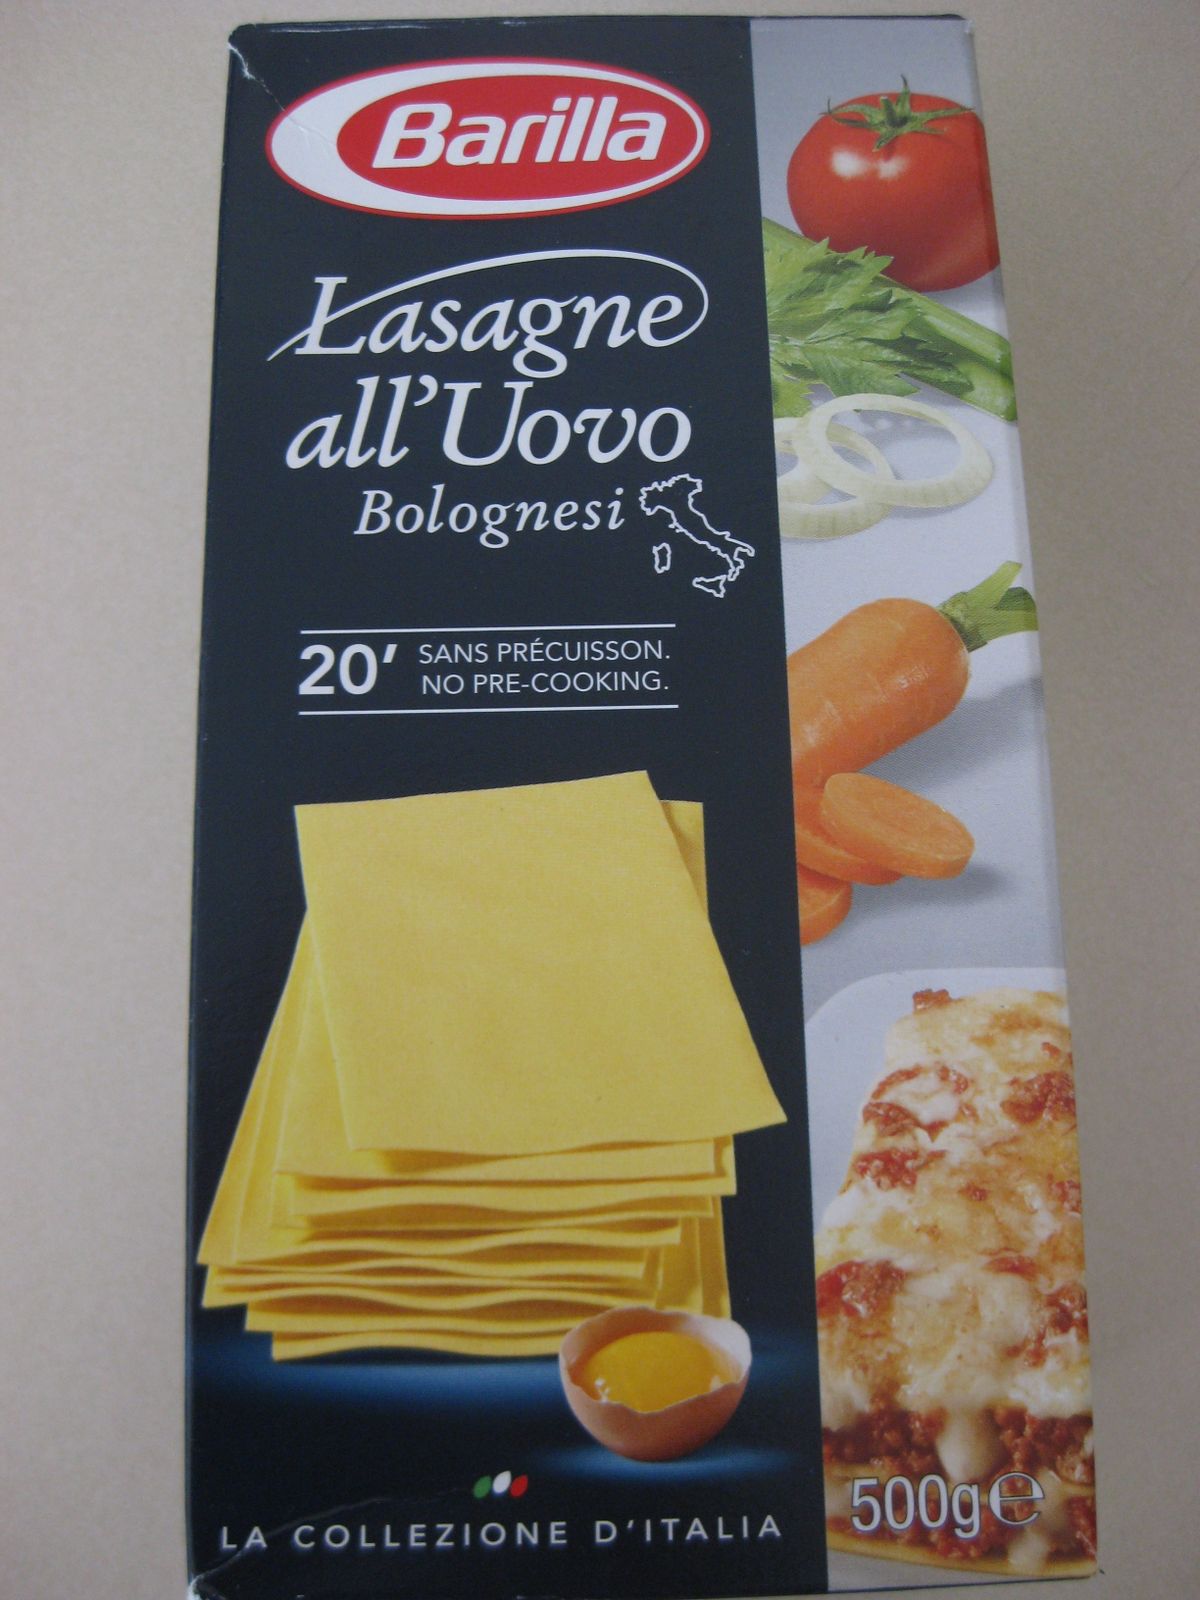 Barilla
Lasagne
all'Uovo
Bolognesi
20' SANS PRÉCUISSON.
NO PRE-COOKING.
LA COLLEZIONE D'ITALIA
500g℮